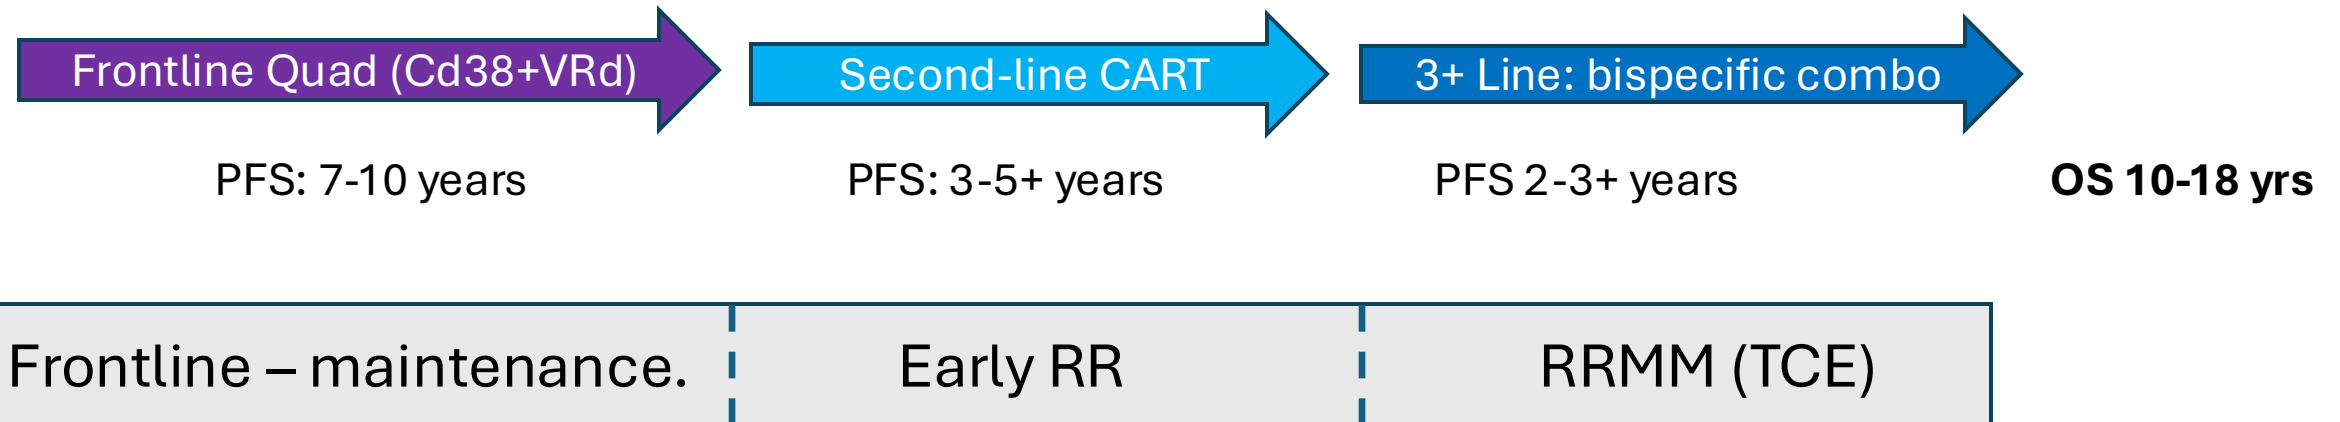 Frontline Quad (Cd38+VRd)
Second-line CART
3+ Line: bispecific combo
PFS: 7-10 years
PFS: 3-5+ years
PFS 2-3+ years
OS 10-18 yrs
Frontline – maintenance.
Early RR
RRMM (TCE)